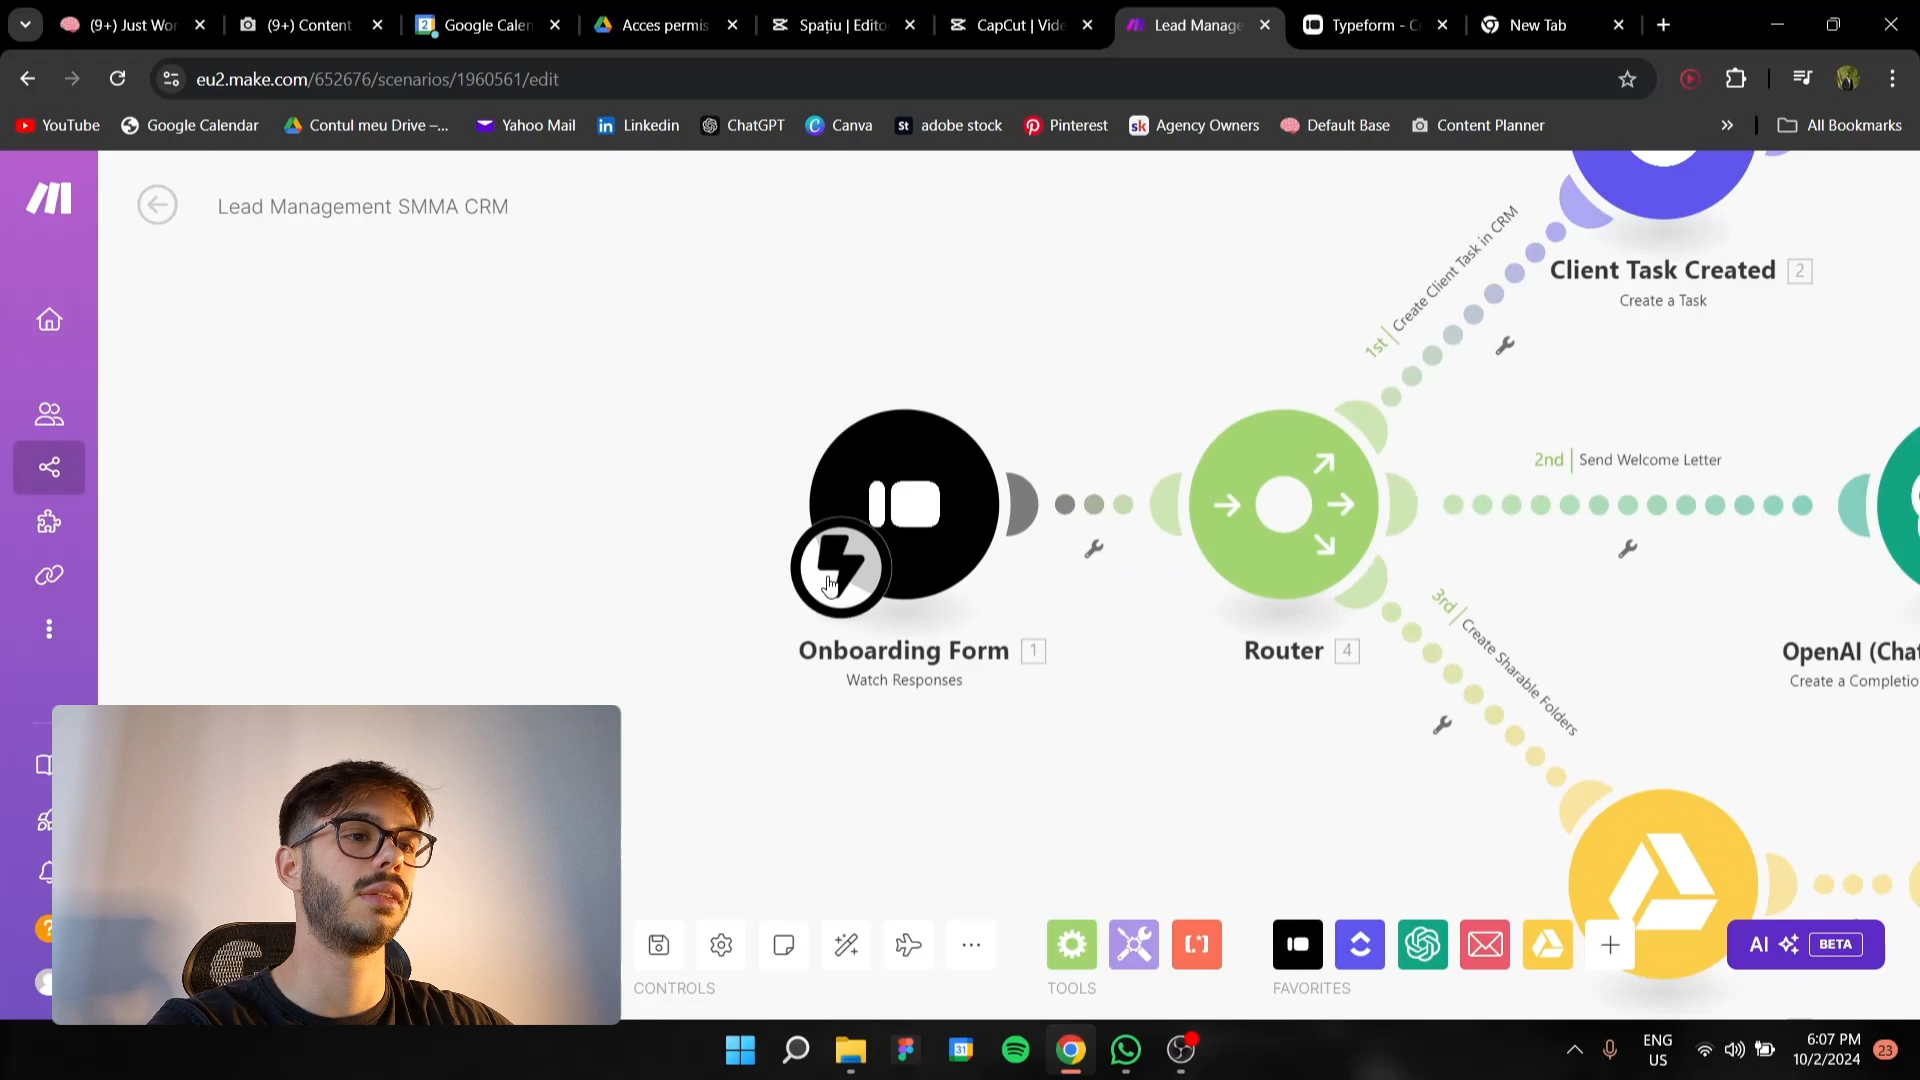 (9+) Just Wor
(9+) Content
Google Calen
Acces permis
Spațiu | Edito
CapCut | Vide
Lead Manage
Typeform - C
New Tab
eu2.make.com/652676/scenarios/1960561/edit
YouTube
Google Calendar
Contul meu Drive –...
Yahoo Mail
Linkedin
ChatGPT
Canva
St
adobe stock
Pinterest
sk
Agency Owners
Default Base
Content Planner
All Bookmarks
Lead Management SMMA CRM
1st | Create Client Task in CRM
Client Task Created 2
Create a Task
2nd | Send Welcome Letter
3rd | Create Sharable Folders
Onboarding Form 1
Watch Responses
Router 4
OpenAI (Chat
Create a Completio
?
[.*]
AI BETA
CONTROLS
TOOLS
FAVORITES
31
ENG
US
6:07 PM
10/2/2024
23